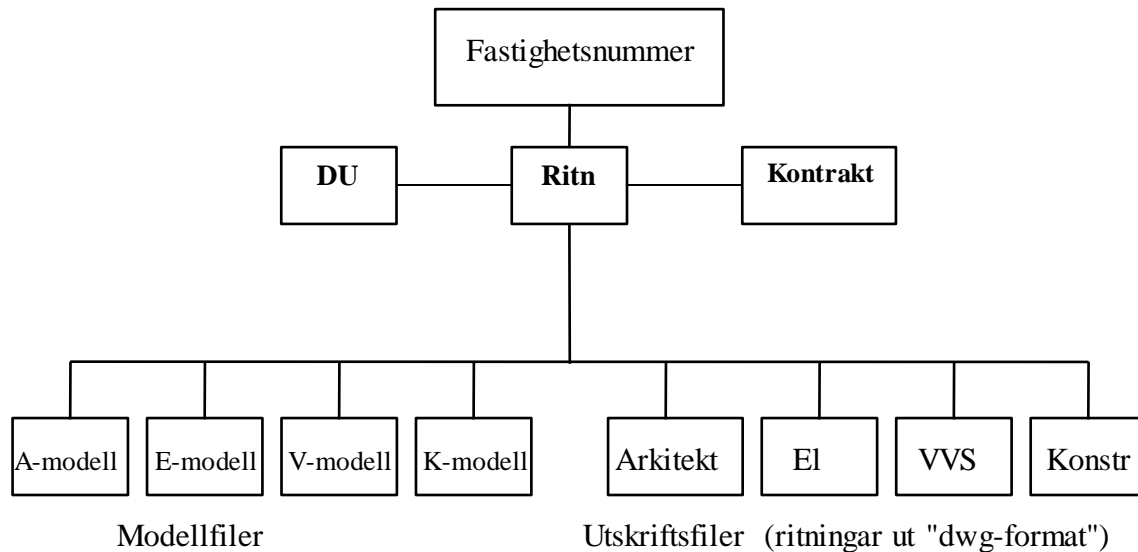 Fastighetsnummer
DU
Ritn
Kontrakt
A-modell
E-modell
V-modell
K-modell
Arkitekt
El
VVS
Konstr
Modellfiler
Utskriftsfiler (ritningar ut "dwg-format")